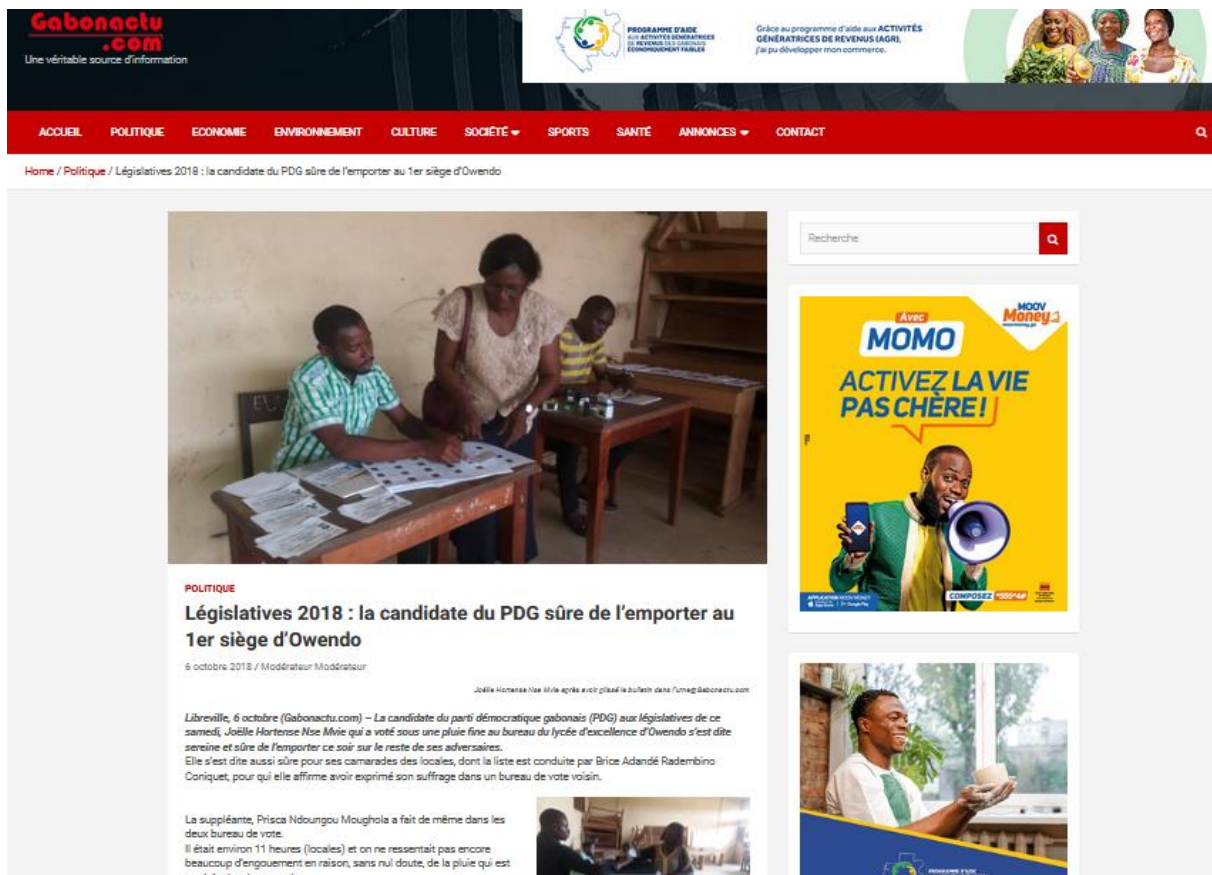 Gabonactu
.com
Une véritable source d'information
PROGRAMME D'AIDE
AUX ACTIVITÉS GÉNÉRATRICES
DE REVENUS DES GABONAIS
ÉCONOMIQUEMENT FAIBLES
Grâce au programme d'aide aux ACTIVITÉS
GÉNÉRATRICES DE REVENUS (AGR),
j'ai pu développer mon commerce.
ACCUEIL POLITIQUE ECONOMIE ENVIRONNEMENT CULTURE SOCIÉTÉ SPORTS SANTÉ ANNONCES CONTACT
Home / Politique / Législatives 2018 : la candidate du PDG sûre de l'emporter au 1er siège d'Owendo
POLITIQUE
Législatives 2018 : la candidate du PDG sûre de l'emporter au
1er siège d'Owendo
6 octobre 2018 / Modérateur Modérateur
Joëlle Hortense Nse Mvie après avoir glissé le bulletin dans l'urne@Gabonactu.com
Libreville, 6 octobre (Gabonactu.com) – La candidate du parti démocratique gabonais (PDG) aux législatives de ce
samedi, Joëlle Hortense Nse Mvie qui a voté sous une pluie fine au bureau du lycée d'excellence d'Owendo s'est dite
sereine et sûre de l'emporter ce soir sur le reste de ses adversaires.
Elle s'est dite aussi sûre pour ses camarades des locales, dont la liste est conduite par Brice Adandé Radembino
Coniquet, pour qui elle affirme avoir exprimé son suffrage dans un bureau de vote voisin.
La suppléante, Prisca Ndoungou Moughola a fait de même dans les
deux bureau de vote.
Il était environ 11 heures (locales) et on ne ressentait pas encore
beaucoup d'engouement en raison, sans nul doute, de la pluie qui est
Recherche
MOOV
Money
Avec
MOMO
ACTIVEZ LA VIE
PAS CHÈRE !
APPLICATION MOOV MONEY
App Store Google Play
COMPOSEZ *555*4#
PROGRAMME D'AIDE